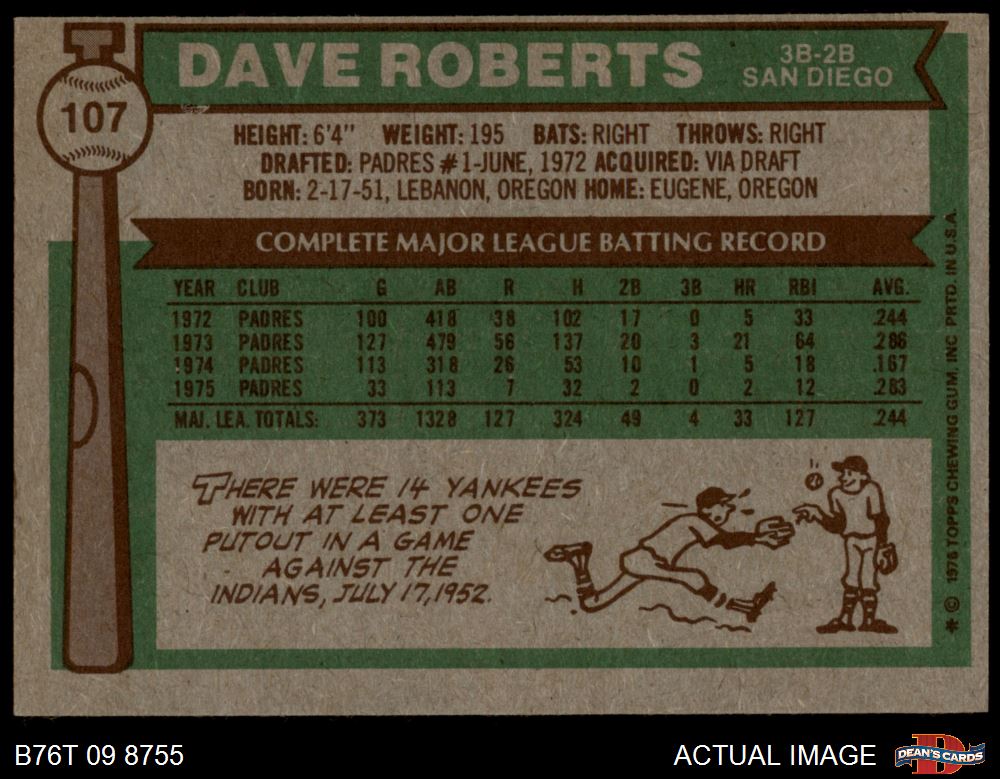 107
DAVE ROBERTS
3B-2B
SAN DIEGO
HEIGHT: 6'4" WEIGHT: 195 BATS: RIGHT THROWS: RIGHT
DRAFTED: PADRES #1-JUNE, 1972 ACQUIRED: VIA DRAFT
BORN: 2-17-51, LEBANON, OREGON HOME: EUGENE, OREGON
COMPLETE MAJOR LEAGUE BATTING RECORD
YEAR CLUB G AB R H 2B 3B HR RBI AVG.
1972 PADRES 100 418 38 102 17 0 5 33 .244
1973 PADRES 127 479 56 137 20 3 21 64 .286
1974 PADRES 113 318 26 53 10 1 5 18 .167
1975 PADRES 33 113 7 32 2 0 2 12 .283
MAJ. LEA. TOTALS: 373 1328 127 324 49 4 33 127 .244
THERE WERE 14 YANKEES
WITH AT LEAST ONE
PUTOUT IN A GAME
AGAINST THE
INDIANS, JULY 17, 1952.
* © 1976 TOPPS CHEWING GUM, INC PRTD. IN U.S.A.
B76T 09 8755
ACTUAL IMAGE
DEAN'S CARDS